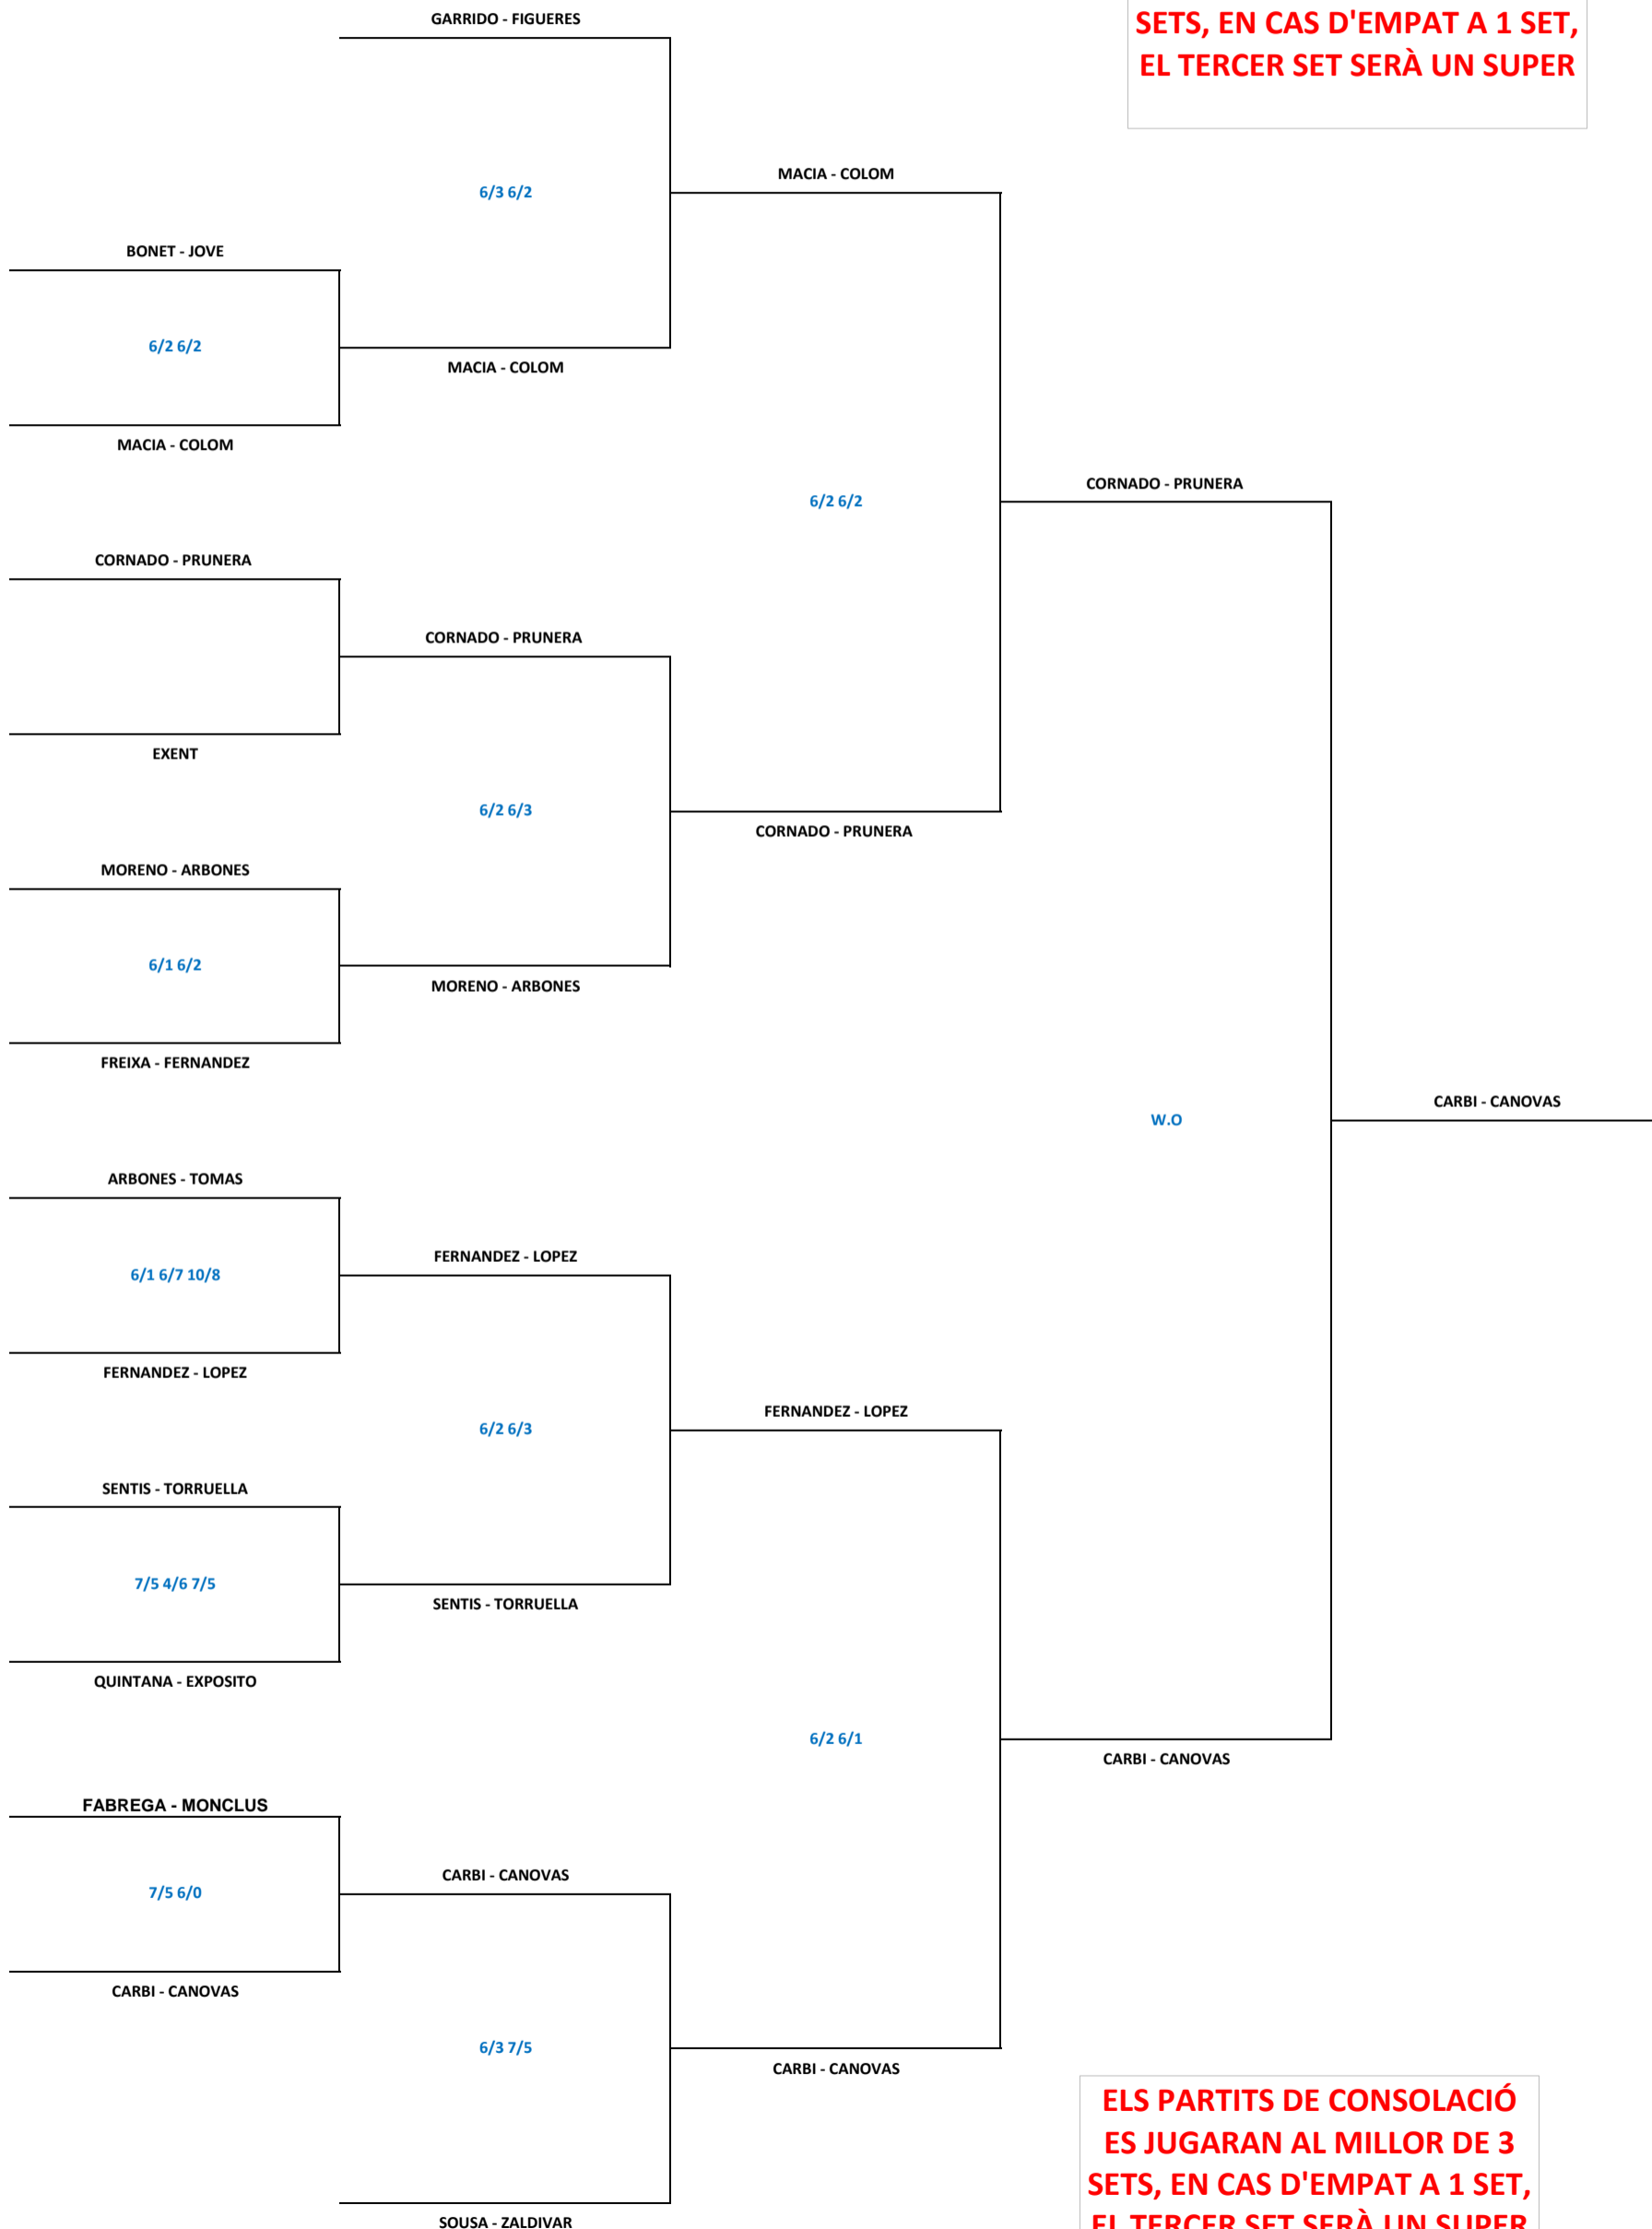 GARRIDO - FIGUERES
SETS, EN CAS D'EMPAT A 1 SET,
EL TERCER SET SERÀ UN SUPER
MACIA - COLOM
6/3 6/2
BONET - JOVE
6/2 6/2
MACIA - COLOM
MACIA - COLOM
CORNADO - PRUNERA
6/2 6/2
CORNADO - PRUNERA
CORNADO - PRUNERA
EXENT
6/2 6/3
CORNADO - PRUNERA
MORENO - ARBONES
6/1 6/2
MORENO - ARBONES
FREIXA - FERNANDEZ
CARBI - CANOVAS
W.O
ARBONES - TOMAS
FERNANDEZ - LOPEZ
6/1 6/7 10/8
FERNANDEZ - LOPEZ
FERNANDEZ - LOPEZ
6/2 6/3
SENTIS - TORRUELLA
7/5 4/6 7/5
SENTIS - TORRUELLA
QUINTANA - EXPOSITO
6/2 6/1
CARBI - CANOVAS
FABREGA - MONCLUS
CARBI - CANOVAS
7/5 6/0
CARBI - CANOVAS
6/3 7/5
CARBI - CANOVAS
ELS PARTITS DE CONSOLACIÓ
ES JUGARAN AL MILLOR DE 3
SETS, EN CAS D'EMPAT A 1 SET,
EL TERCER SET SERÀ UN SUPER
SOUSA - ZALDIVAR